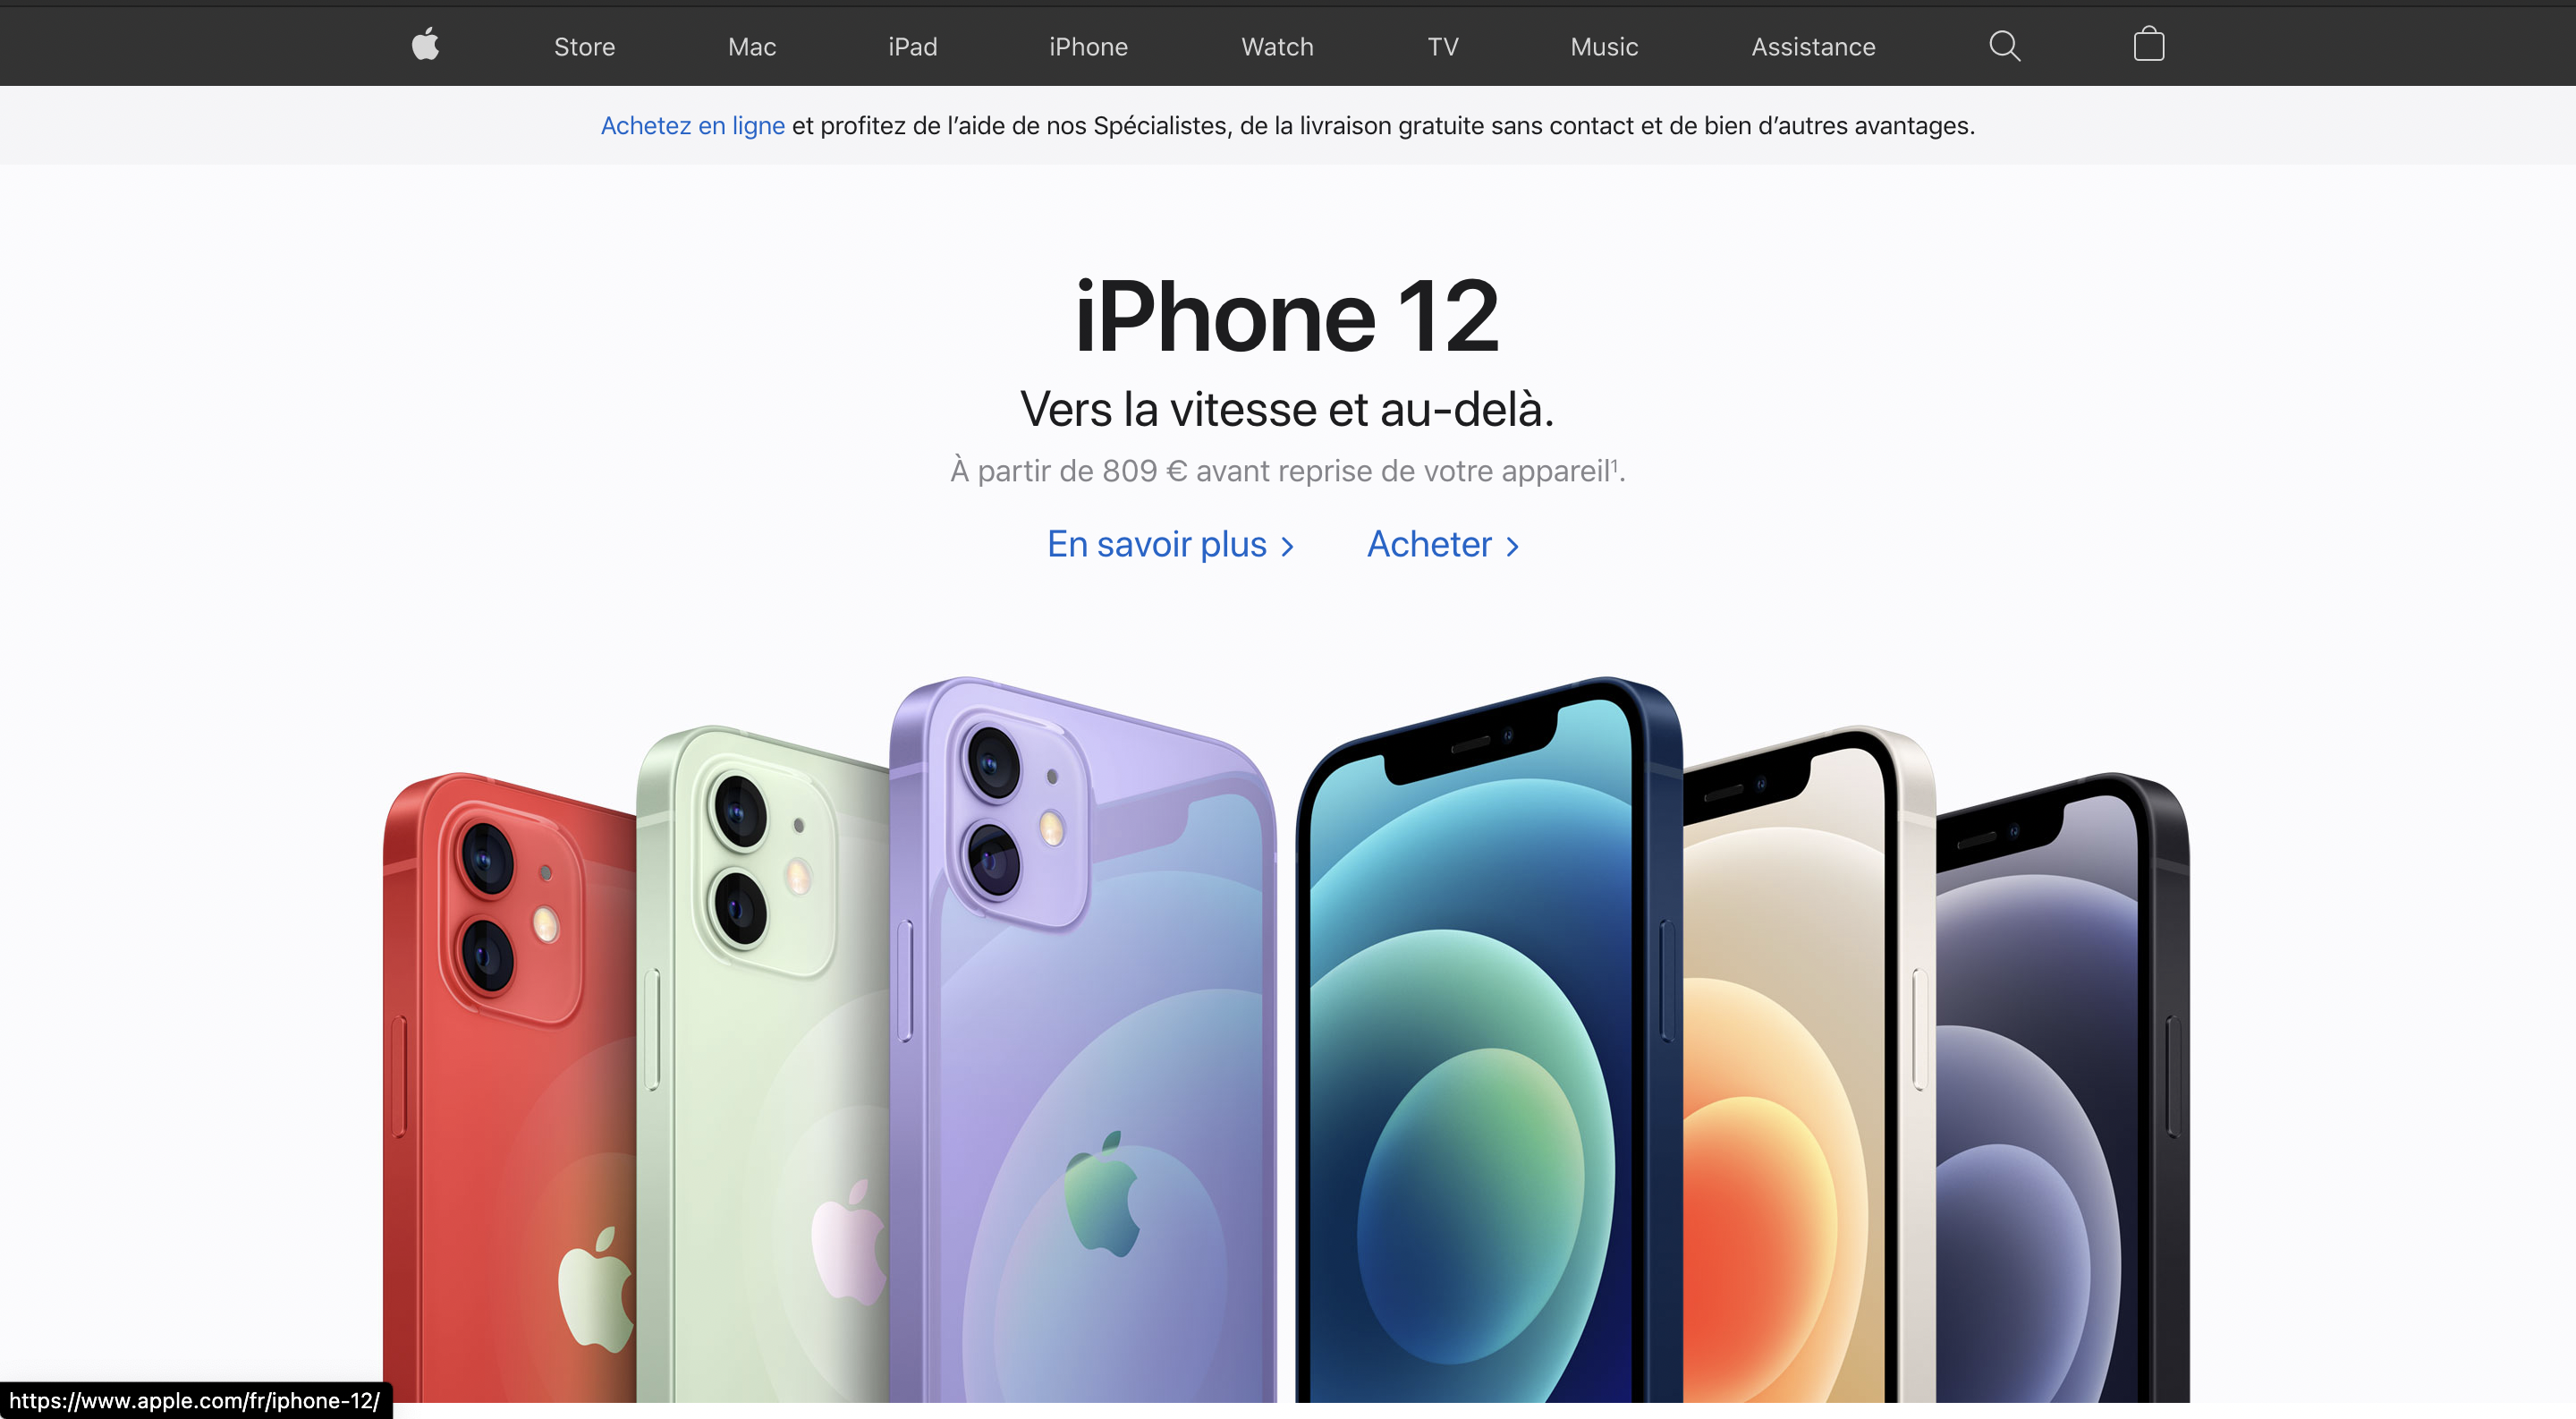 Store Mac iPad iPhone Watch TV Music Assistance
Achetez en ligne et profitez de l’aide de nos Spécialistes, de la livraison gratuite sans contact et de bien d’autres avantages.
iPhone 12
Vers la vitesse et au-delà.
À partir de 809 € avant reprise de votre appareil¹.
En savoir plus > Acheter >
https://www.apple.com/fr/iphone-12/